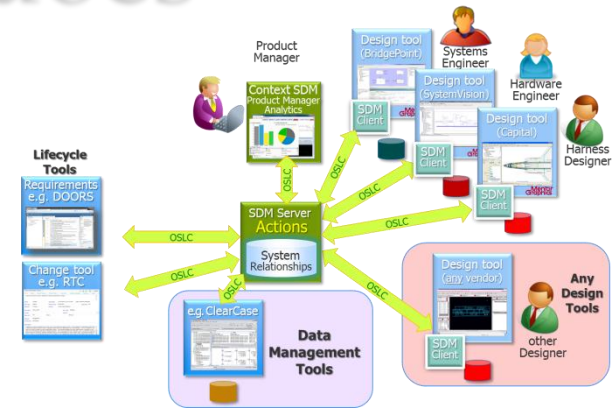 Product
Manager
Context SDM
Product Manager
Analytics
OSLC
Design tool
(BridgePoint)
SDM
Client
Systems
Engineer
Design tool
(SystemVision)
SDM
Client
Hardware
Engineer
Design tool
(Capital)
SDM
Client
Harness
Designer
OSLC
OSLC
OSLC
Lifecycle
Tools
Requirements
e.g. DOORS
Change tool
e.g. RTC
OSLC
OSLC
SDM Server
Actions
System
Relationships
OSLC
OSLC
e.g. ClearCase
Data
Management
Tools
Design tool
(any vendor)
SDM
Client
Any
Design
Tools
other
Designer